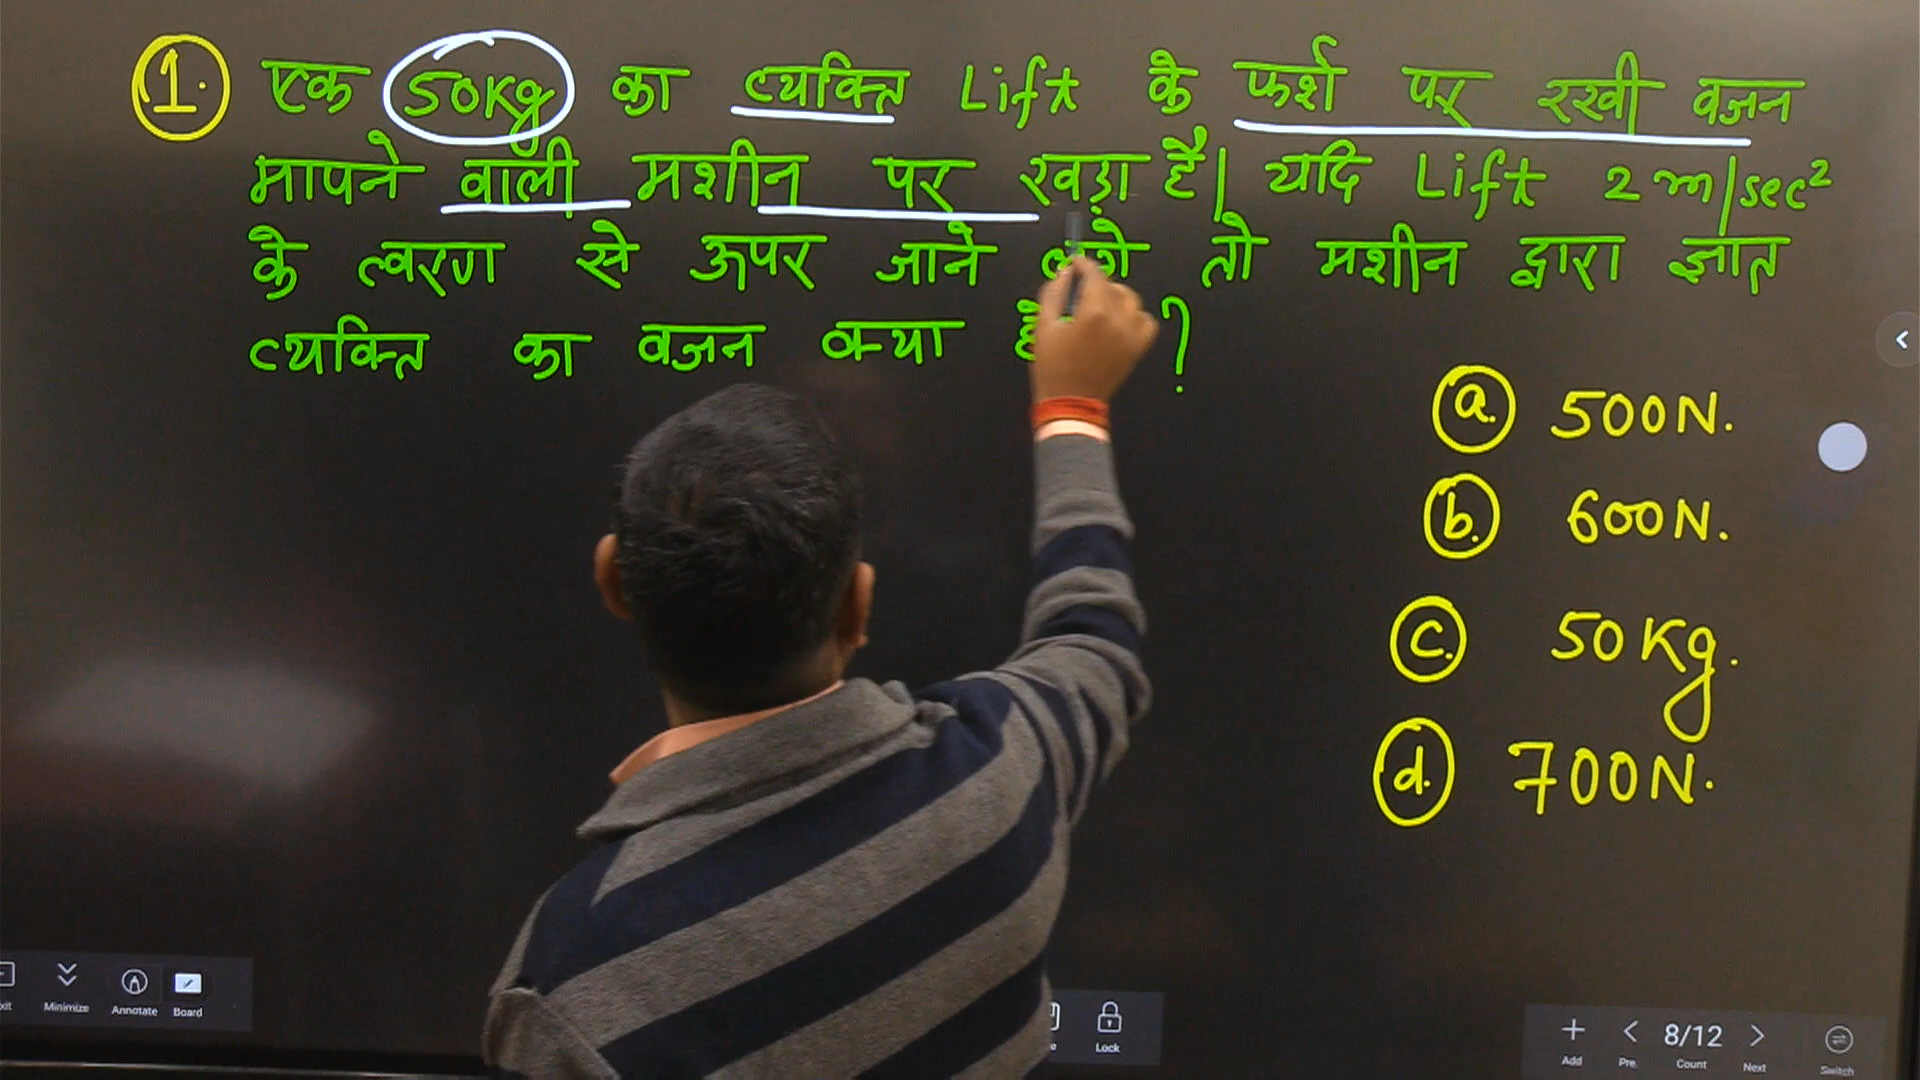 1. एक 50Kg का व्यक्ति Lift के फर्श पर रखी वजन
मापने वाली मशीन पर खड़ा है। यदि Lift 2 m/sec²
के त्वरण से ऊपर जाने तो मशीन द्वारा ज्ञात
व्यक्ति का वजन क्या ?
a. 500N.
b. 600N.
c. 50Kg.
d. 700N.
Minimize Annotate Board
Lock
Add Pre. 8/12 Count Next Switch